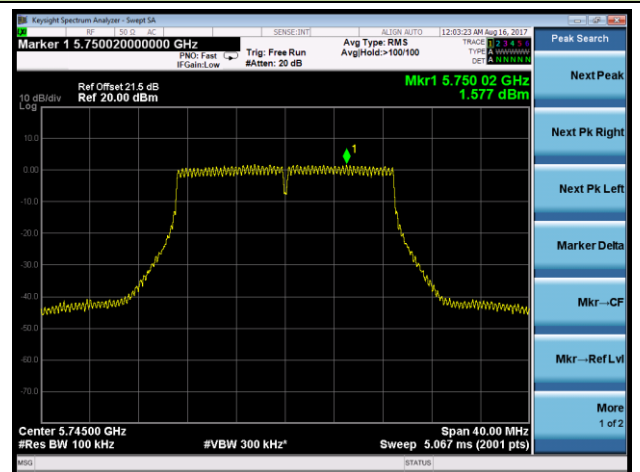 Keysight Spectrum Analyzer - Swept SA
RF 50 Ω AC SENSE:INT ALIGN AUTO 12:03:23 AM Aug 16, 2017
Marker 1 5.750020000000 GHz
PNO: Fast
IFGain:Low
Trig: Free Run
#Atten: 20 dB
Avg Type: RMS
Avg|Hold:>100/100
TRACE 1 2 3 4 5 6
TYPE A WWWWW
DET A N N N N N
Peak Search
Ref Offset 21.5 dB
10 dB/div Ref 20.00 dBm
Log
Mkr1 5.750 02 GHz
1.577 dBm
1
10.0
0.00
-10.0
-20.0
-30.0
-40.0
-50.0
-60.0
-70.0
Center 5.74500 GHz Span 40.00 MHz
#Res BW 100 kHz #VBW 300 kHz* Sweep 5.067 ms (2001 pts)
MSG STATUS
Next Peak
Next Pk Right
Next Pk Left
Marker Delta
Mkr→CF
Mkr→Ref Lvl
More
1 of 2